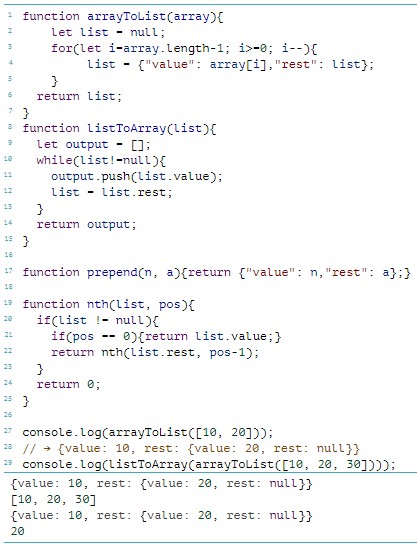 1 function arrayToList(array){
2 let list = null;
3 for(let i=array.length-1; i>=0; i--){
4 list = {"value": array[i],"rest": list};
5 }
6 return list;
7 }
8 function listToArray(list){
9 let output = [];
10 while(list!=null){
11 output.push(list.value);
12 list = list.rest;
13 }
14 return output;
15 }
16
17 function prepend(n, a){return {"value": n,"rest": a};}
18
19 function nth(list, pos){
20 if(list != null){
21 if(pos == 0){return list.value;}
22 return nth(list.rest, pos-1);
23 }
24 return 0;
25 }
26
27 console.log(arrayToList([10, 20]));
28 // → {value: 10, rest: {value: 20, rest: null}}
29 console.log(listToArray(arrayToList([10, 20, 30])));
{value: 10, rest: {value: 20, rest: null}}
[10, 20, 30]
{value: 10, rest: {value: 20, rest: null}}
20